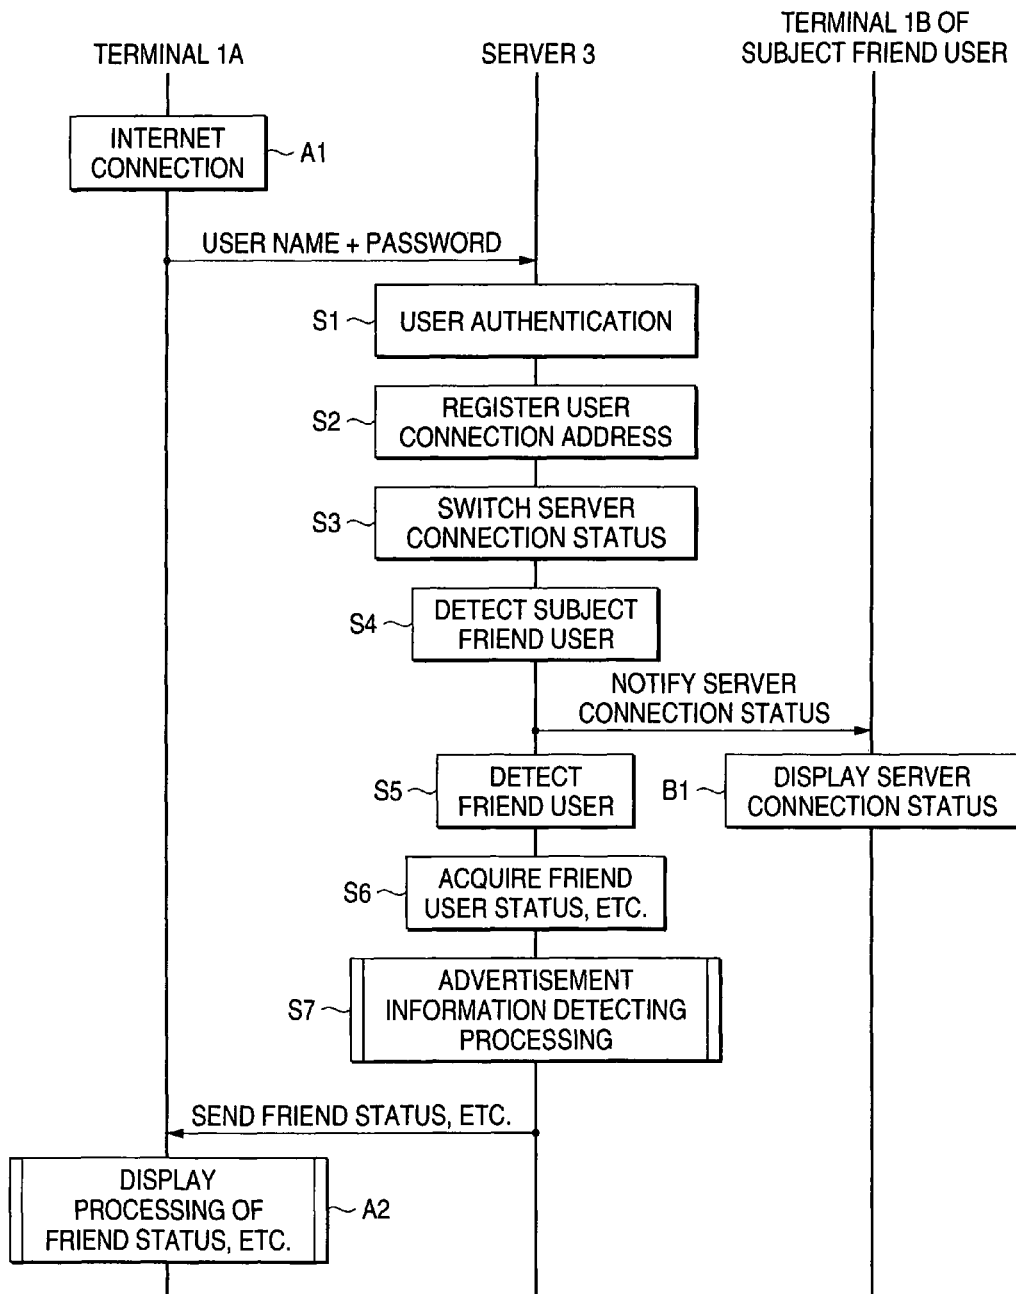 TERMINAL 1A
SERVER 3
TERMINAL 1B OF
SUBJECT FRIEND USER
INTERNET
CONNECTION
A1
USER NAME + PASSWORD
S1
USER AUTHENTICATION
S2
REGISTER USER
CONNECTION ADDRESS
S3
SWITCH SERVER
CONNECTION STATUS
S4
DETECT SUBJECT
FRIEND USER
NOTIFY SERVER
CONNECTION STATUS
S5
DETECT
FRIEND USER
B1
DISPLAY SERVER
CONNECTION STATUS
S6
ACQUIRE FRIEND
USER STATUS, ETC.
S7
ADVERTISEMENT
INFORMATION DETECTING
PROCESSING
SEND FRIEND STATUS, ETC.
DISPLAY
PROCESSING OF
FRIEND STATUS, ETC.
A2